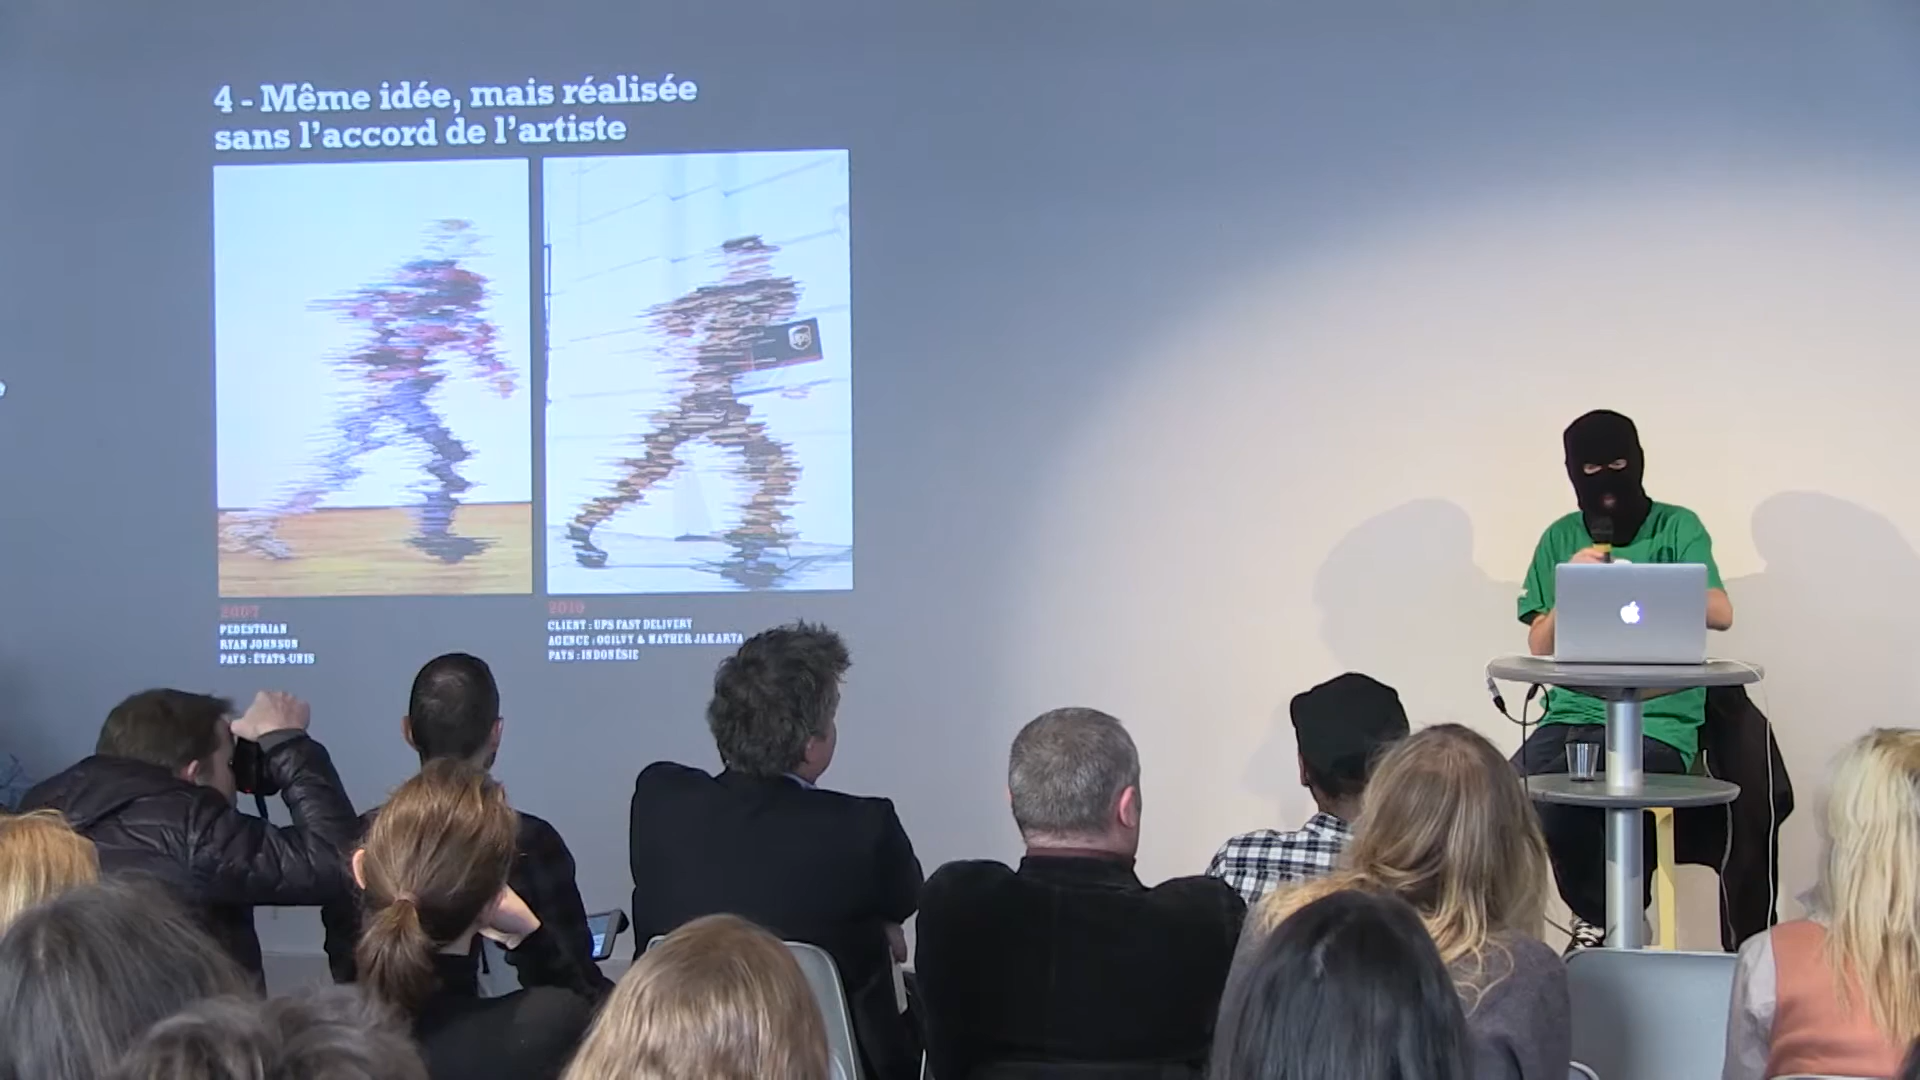 4 - Même idée, mais réalisée
sans l'accord de l'artiste
ups
2007
PEDESTRIAN
RYAN JOHNSON
PAYS : ÉTATS-UNIS
2010
CLIENT : UPS FAST DELIVERY
AGENCE : OGILVY & MATHER JAKARTA
PAYS : INDONÉSIE